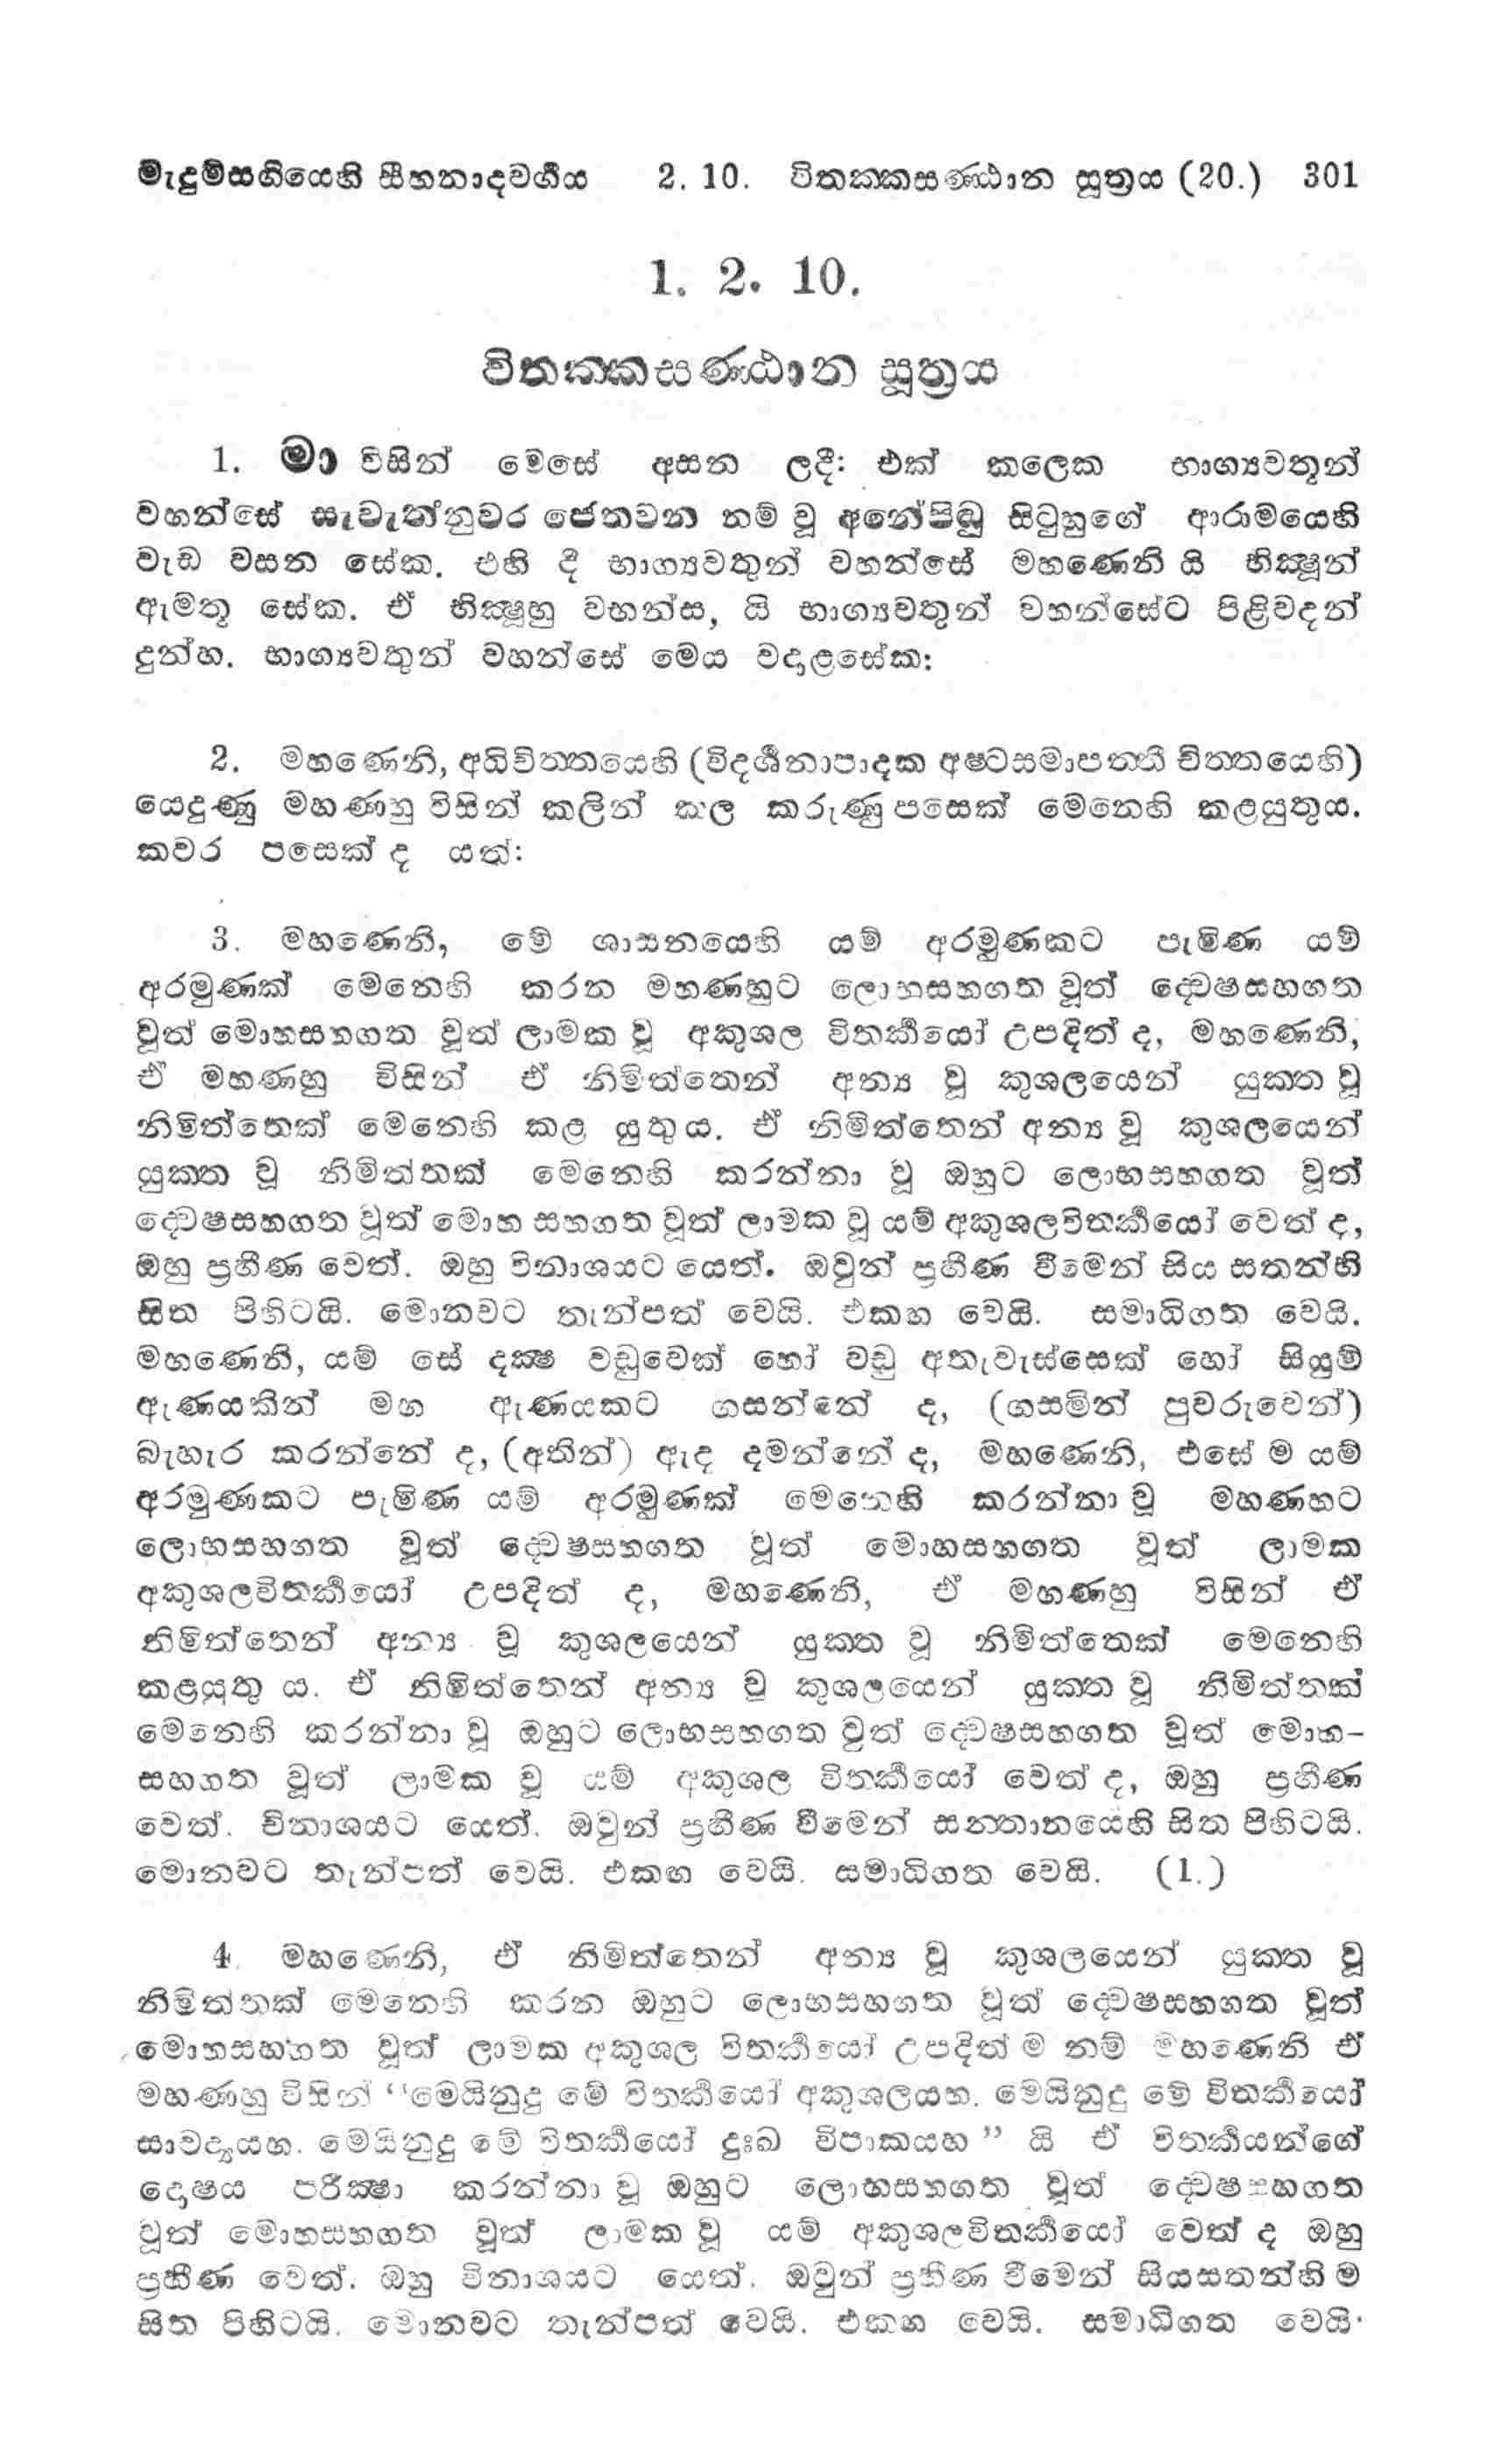 මැදුම්සඟියෙහි සීහනාදවර්‍ගය 2. 10. විතක්කසණ්ඨාන සූත්‍රය (20.) 301
1. 2. 10.
විතක්කසණ්ඨාන සූත්‍රය
1. මා විසින් මෙසේ අසන ලදී: එක් කලෙක භාග්‍යවතුන්
වහන්සේ සැවැත්නුවර ජේතවන නම් වූ අනේපිඬු සිටුහුගේ ආරාමයෙහි
වැඩ වසන සේක. එහි දී භාග්‍යවතුන් වහන්සේ මහණෙනි යි භික්‍ෂූන්
ඇමතූ සේක. ඒ භික්‍ෂූහු වහන්ස, යි භාග්‍යවතුන් වහන්සේට පිළිවදන්
දුන්හ. භාග්‍යවතුන් වහන්සේ මෙය වදාළසේක:
2. මහණෙනි, අධිචිත්තයෙහි (විදර්‍ශනාපාදක අෂ්ටසමාපත්ති චිත්තයෙහි)
යෙදුණු මහණහු විසින් කලින් කල කරුණු පසෙක් මෙනෙහි කළයුතුය.
කවර පසෙක් ද යත්:
3. මහණෙනි, මේ ශාසනයෙහි යම් අරමුණකට පැමිණ යම්
අරමුණක් මෙනෙහි කරන මහණහුට ලොභසහගත වූත් ද්වෙෂසහගත
වූත් මොහසහගත වූත් ලාමක වූ අකුශල විතර්‍කයෝ උපදිත් ද, මහණෙනි,
ඒ මහණහු විසින් ඒ නිමිත්තෙන් අන්‍ය වූ කුශලයෙන් යුක්ත වූ
නිමිත්තෙක් මෙනෙහි කළ යුතුය. ඒ නිමිත්තෙන් අන්‍ය වූ කුශලයෙන්
යුක්ත වූ නිමිත්තක් මෙනෙහි කරන්නා වූ ඔහුට ලොභසහගත වූත්
ද්වෙෂසහගත වූත් මොහ සහගත වූත් ලාමක වූ යම් අකුශලවිතර්‍කයෝ වෙත් ද,
ඔහු ප්‍රහීණ වෙත්. ඔහු විනාශයට යෙත්. ඔවුන් ප්‍රහීණ වීමෙන් සිය සතන්හි
සිත පිහිටයි. මොනවට තැන්පත් වෙයි. එකඟ වෙයි. සමාධිගත වෙයි.
මහණෙනි, යම් සේ දක්‍ෂ වඩුවෙක් හෝ වඩු අතැවැස්සෙක් හෝ සියුම්
ඇණයකින් මහ ඇණයකට ගසන්නේ ද, (ගසමින් පුවරුවෙන්)
බැහැර කරන්නේ ද, (අතින්) ඇද දමන්නේ ද, මහණෙනි, එසේ ම යම්
අරමුණකට පැමිණ යම් අරමුණක් මෙනෙහි කරන්නා වූ මහණහට
ලොභසහගත වූත් ද්වෙෂසහගත වූත් මොහසහගත වූත් ලාමක
අකුශලවිතර්‍කයෝ උපදිත් ද, මහණෙනි, ඒ මහණහු විසින් ඒ
නිමිත්තෙන් අන්‍ය වූ කුශලයෙන් යුක්ත වූ නිමිත්තෙක් මෙනෙහි
කළයුතු ය. ඒ නිමිත්තෙන් අන්‍ය වූ කුශලයෙන් යුක්ත වූ නිමිත්තක්
මෙනෙහි කරන්නා වූ ඔහුට ලොභසහගත වූත් ද්වෙෂසහගත වූත් මොහ-
සහගත වූත් ලාමක වූ යම් අකුශල විතර්‍කයෝ වෙත් ද, ඔහු ප්‍රහීණ
වෙත්. විනාශයට යෙත්. ඔවුන් ප්‍රහීණ වීමෙන් සන්තානයෙහි සිත පිහිටයි.
මොනවට තැන්පත් වෙයි. එකඟ වෙයි. සමාධිගත වෙයි. (1.)
4. මහණෙනි, ඒ නිමිත්තෙන් අන්‍ය වූ කුශලයෙන් යුක්ත වූ
නිමිත්තක් මෙනෙහි කරන ඔහුට ලොභසහගත වූත් ද්වෙෂසහගත වූත්
මොහසහගත වූත් ලාමක අකුශල විතර්‍කයෝ උපදිත් ම නම් මහණෙනි ඒ
මහණහු විසින් “මෙයිනුදු මේ විතර්‍කයෝ අකුශලයහ. මෙයිනුදු මේ විතර්‍කයෝ
සාවද්‍යයහ. මෙයිනුදු මේ විතර්‍කයෝ දුඃඛ විපාකයහ” යි ඒ විතර්‍කයන්ගේ
දොෂය පරීක්‍ෂා කරන්නා වූ ඔහුට ලොභසහගත වූත් ද්වෙෂසහගත
වූත් මොහසහගත වූත් ලාමක වූ යම් අකුශලවිතර්‍කයෝ වෙත් ද ඔහු
ප්‍රහීණ වෙත්. ඔහු විනාශයට යෙත්. ඔවුන් ප්‍රහීණ වීමෙන් සියසතන්හි ම
සිත පිහිටයි. මොනවට තැන්පත් වෙයි. එකඟ වෙයි. සමාධිගත වෙයි.